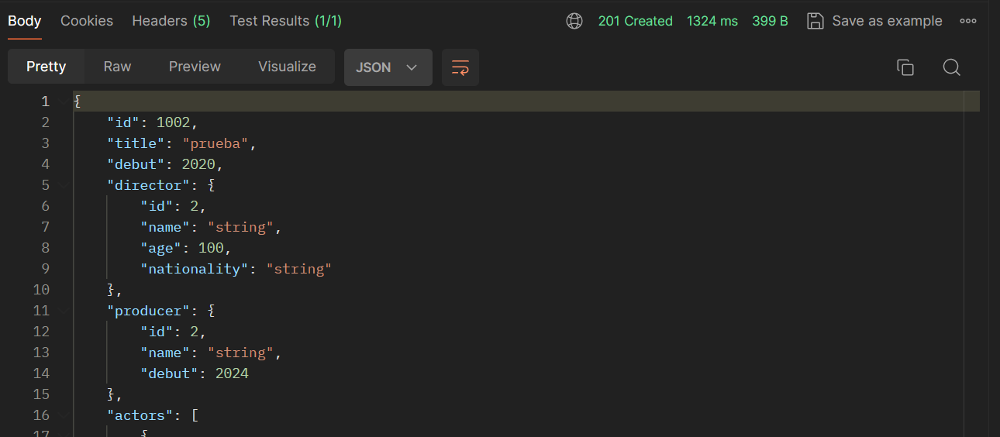 Body Cookies Headers (5) Test Results (1/1) 201 Created 1324 ms 399 B Save as example
Pretty Raw Preview Visualize JSON
1 {
2 "id": 1002,
3 "title": "prueba",
4 "debut": 2020,
5 "director": {
6 "id": 2,
7 "name": "string",
8 "age": 100,
9 "nationality": "string"
10 },
11 "producer": {
12 "id": 2,
13 "name": "string",
14 "debut": 2024
15 },
16 "actors": [
17 {